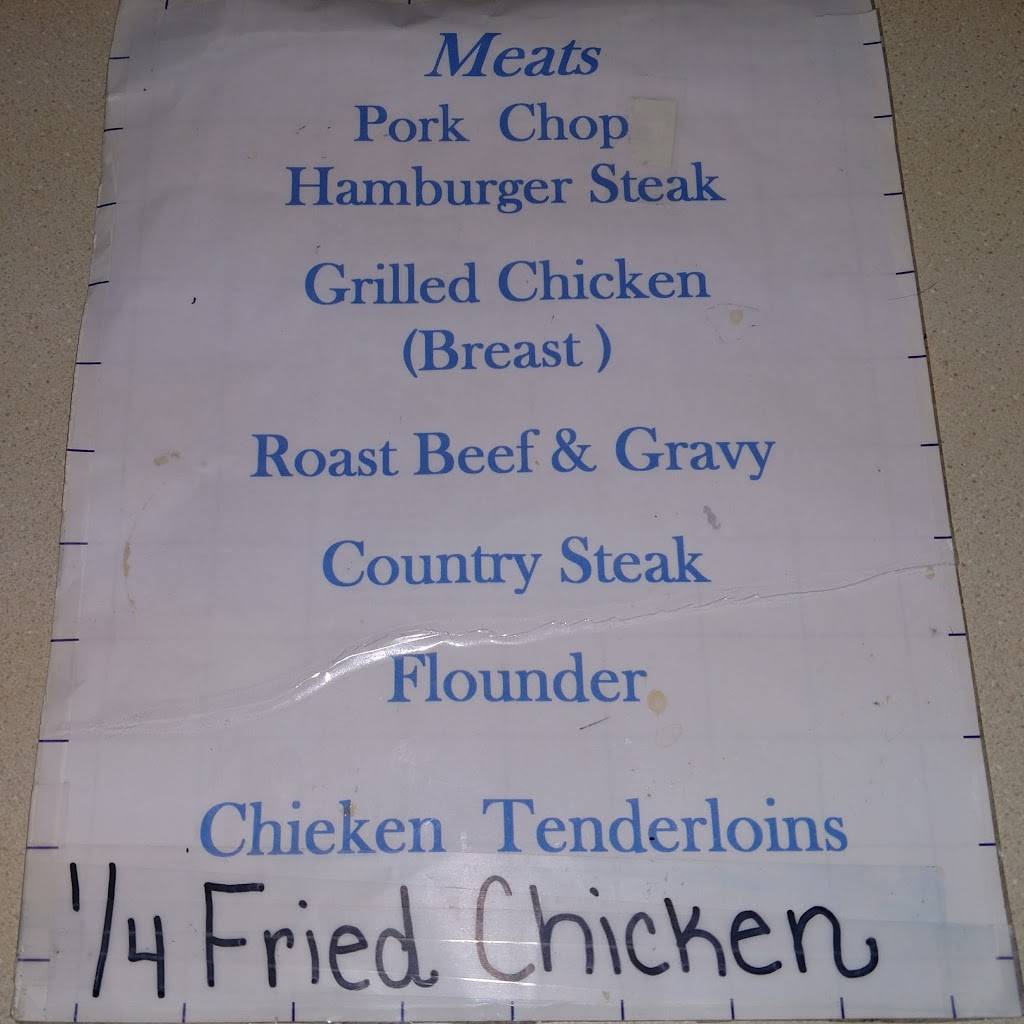 Meats
Pork Chop
Hamburger Steak
Grilled Chicken
(Breast )
Roast Beef & Gravy
Country Steak
Flounder
Chieken Tenderloins
1/4 Fried Chicken